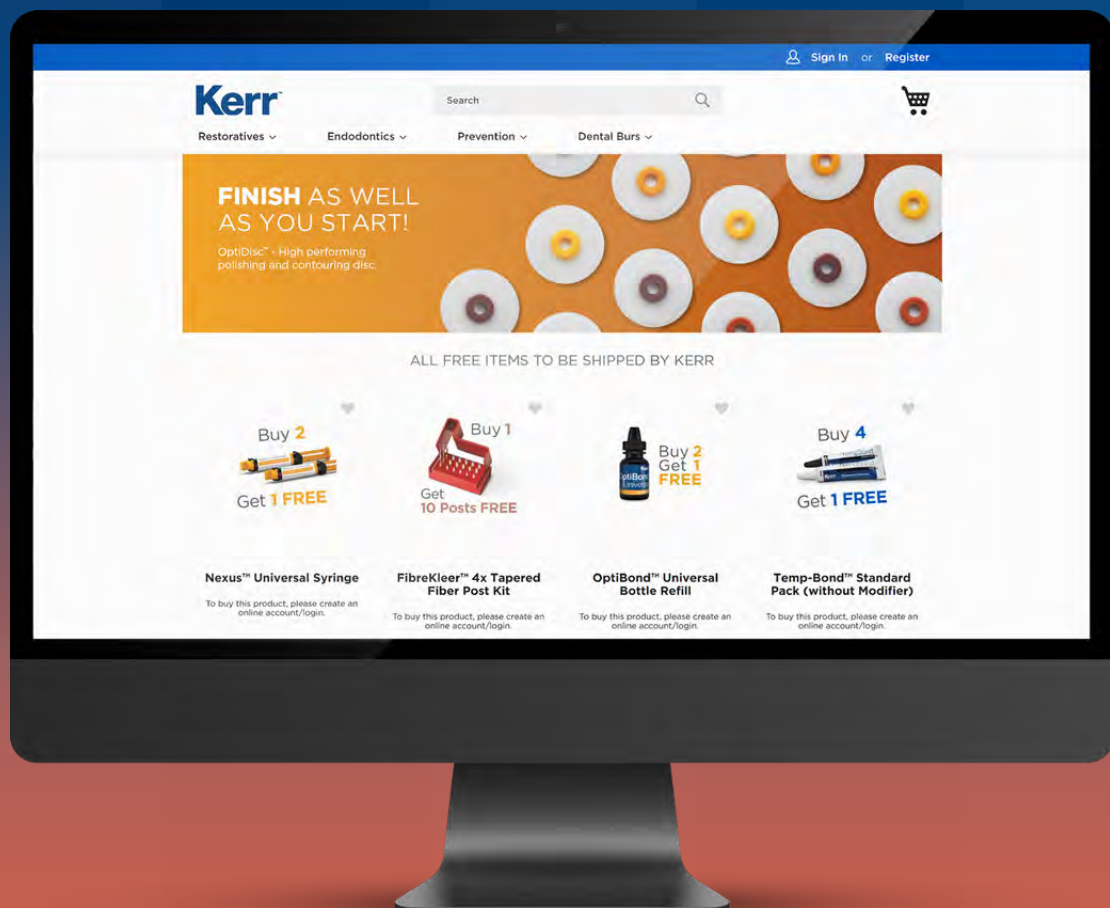 Sign In or Register
Kerr™
Search
Restoratives Endodontics Prevention Dental Burs
FINISH AS WELL
AS YOU START!
OptiDisc™ - High performing
polishing and contouring disc.
ALL FREE ITEMS TO BE SHIPPED BY KERR
Buy 2
Get 1 FREE
Buy 1
Get
10 Posts FREE
Kerr
OptiBond
Universal
Buy 2
Get 1
FREE
Buy 4
Kerr
Get 1 FREE
Nexus™ Universal Syringe
To buy this product, please create an
online account/login.
FibreKleer™ 4x Tapered
Fiber Post Kit
To buy this product, please create an
online account/login.
OptiBond™ Universal
Bottle Refill
To buy this product, please create an
online account/login.
Temp-Bond™ Standard
Pack (without Modifier)
To buy this product, please create an
online account/login.